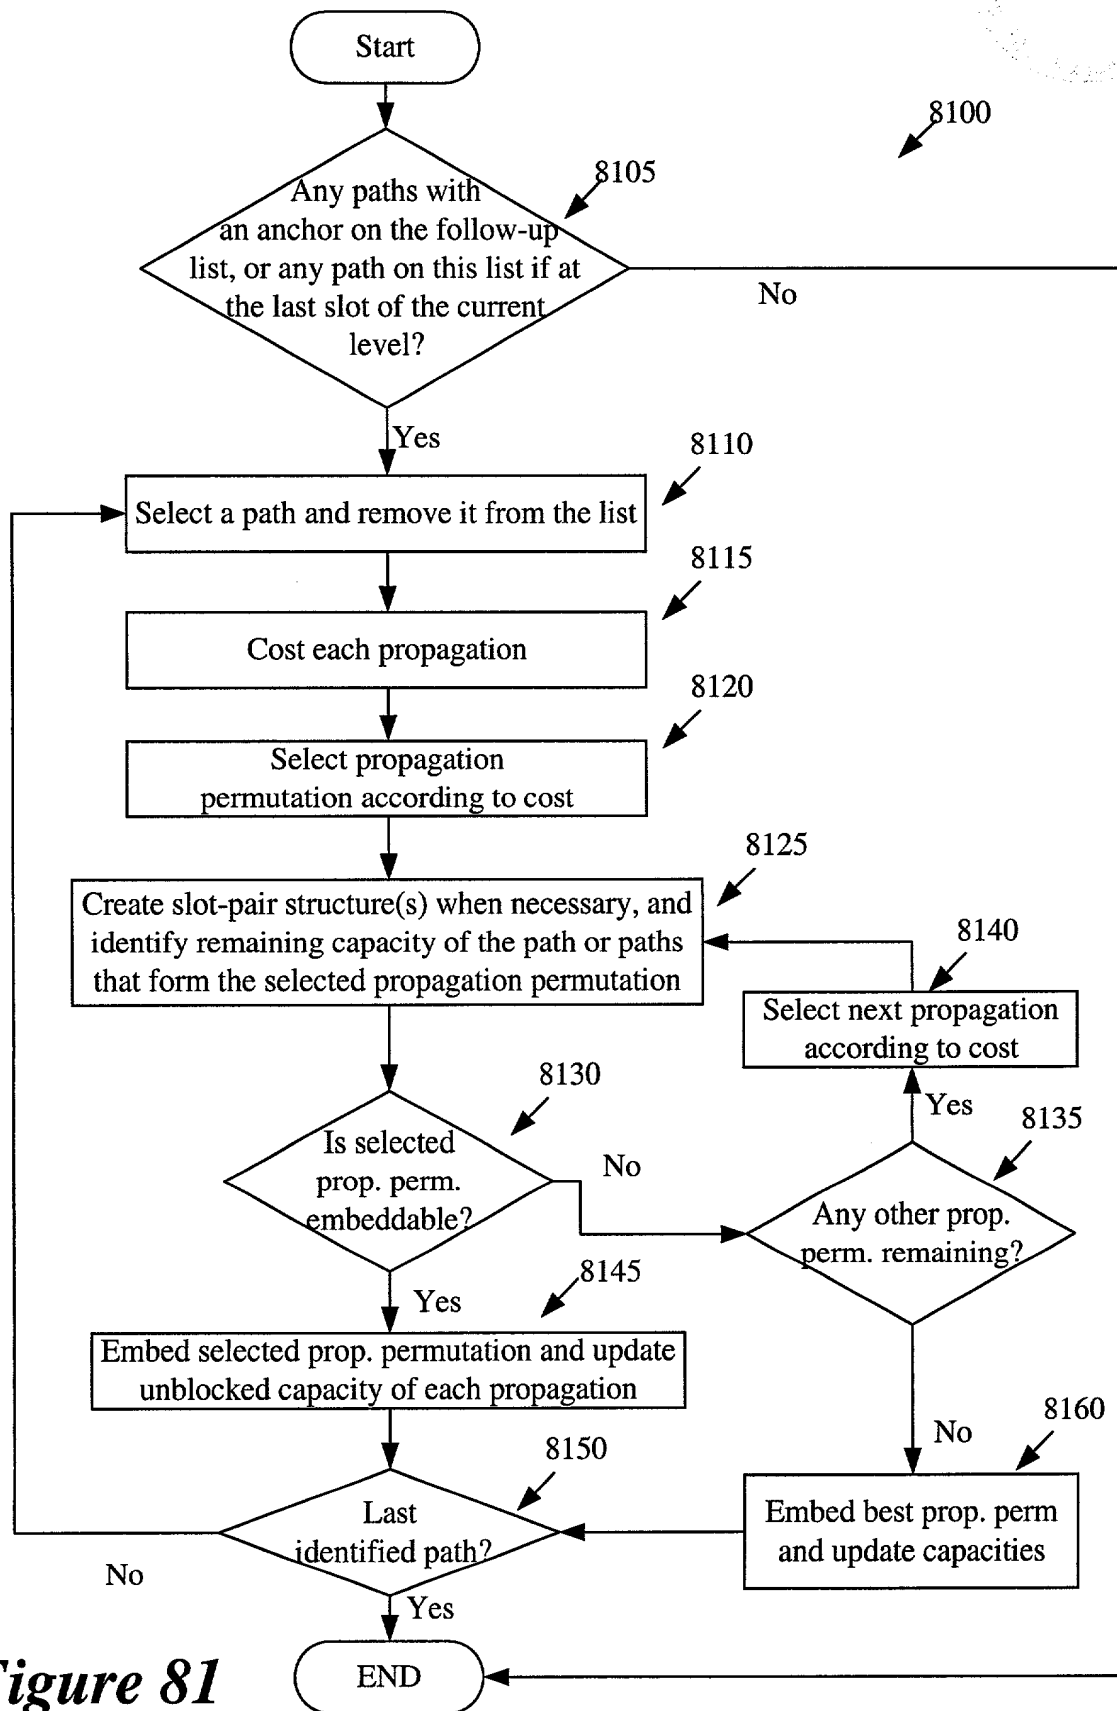 Start
8100
8105
Any paths with
an anchor on the follow-up
list, or any path on this list if at
the last slot of the current
level?
No
Yes
8110
Select a path and remove it from the list
8115
Cost each propagation
8120
Select propagation
permutation according to cost
8125
Create slot-pair structure(s) when necessary, and
identify remaining capacity of the path or paths
that form the selected propagation permutation
8140
Select next propagation
according to cost
8130
Is selected
prop. perm.
embeddable?
No
Yes
8135
Any other prop.
perm. remaining?
Yes
8145
Embed selected prop. permutation and update
unblocked capacity of each propagation
No
8160
Embed best prop. perm
and update capacities
8150
Last
identified path?
No
Yes
END
Figure 81